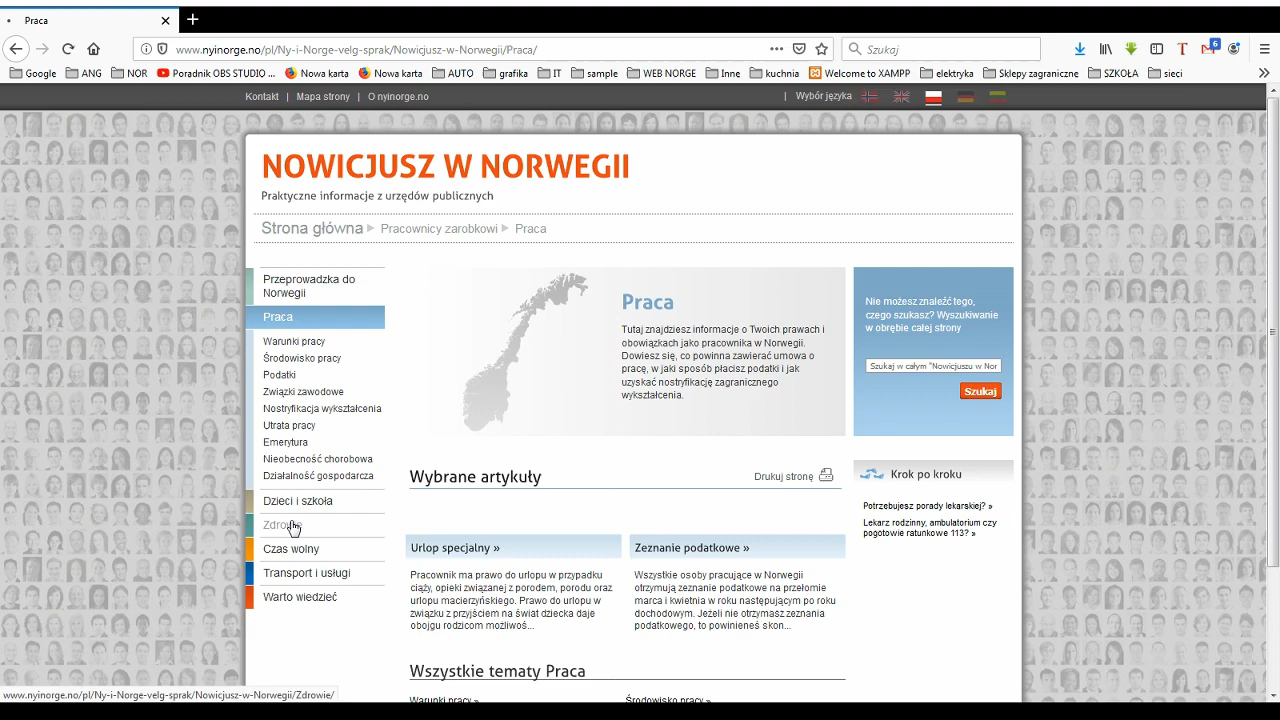 Praca
www.nyinorge.no/pl/Ny-i-Norge-velg-sprak/Nowicjusz-w-Norwegii/Praca/
Szukaj
6
Google ANG NOR Poradnik OBS STUDIO ... Nowa karta Nowa karta AUTO grafika IT sample WEB NORGE Inne kuchnia Welcome to XAMPP elektryka Sklepy zagraniczne SZKOŁA sieci
Kontakt | Mapa strony | O nyinorge.no
| Wybór języka
NOWICJUSZ W NORWEGII
Praktyczne informacje z urzędów publicznych
Strona główna Pracownicy zarobkowi Praca
Przeprowadzka do
Norwegii
Praca
Warunki pracy
Środowisko pracy
Podatki
Związki zawodowe
Nostryfikacja wykształcenia
Utrata pracy
Emerytura
Nieobecność chorobowa
Działalność gospodarcza
Dzieci i szkoła
Zdrowie
Czas wolny
Transport i usługi
Warto wiedzieć
Praca
Tutaj znajdziesz informacje o Twoich prawach i
obowiązkach jako pracownika w Norwegii.
Dowiesz się, co powinna zawierać umowa o
pracę, w jaki sposób płacisz podatki i jak
uzyskać nostryfikację zagranicznego
wykształcenia.
Nie możesz znaleźć tego,
czego szukasz? Wyszukiwanie
w obrębie całej strony
Szukaj w całym "Nowicjuszu w Nor
Szukaj
Wybrane artykuły
Drukuj stronę
Krok po kroku
Potrzebujesz porady lekarskiej? »
Lekarz rodzinny, ambulatorium czy
pogotowie ratunkowe 113? »
Urlop specjalny »
Pracownik ma prawo do urlopu w przypadku
ciąży, opieki związanej z porodem, porodu oraz
urlopu macierzyńskiego. Prawo do urlopu w
związku z przyjściem na świat dziecka daje
obojgu rodzicom możliwoś...
Zeznanie podatkowe »
Wszystkie osoby pracujące w Norwegii
otrzymują zeznanie podatkowe na przełomie
marca i kwietnia w roku następującym po roku
dochodowym. Jeżeli nie otrzymasz zeznania
podatkowego, to powinieneś skon...
Wszystkie tematy Praca
Warunki pracy »
Środowisko pracy »
www.nyinorge.no/pl/Ny-i-Norge-velg-sprak/Nowicjusz-w-Norwegii/Zdrowie/